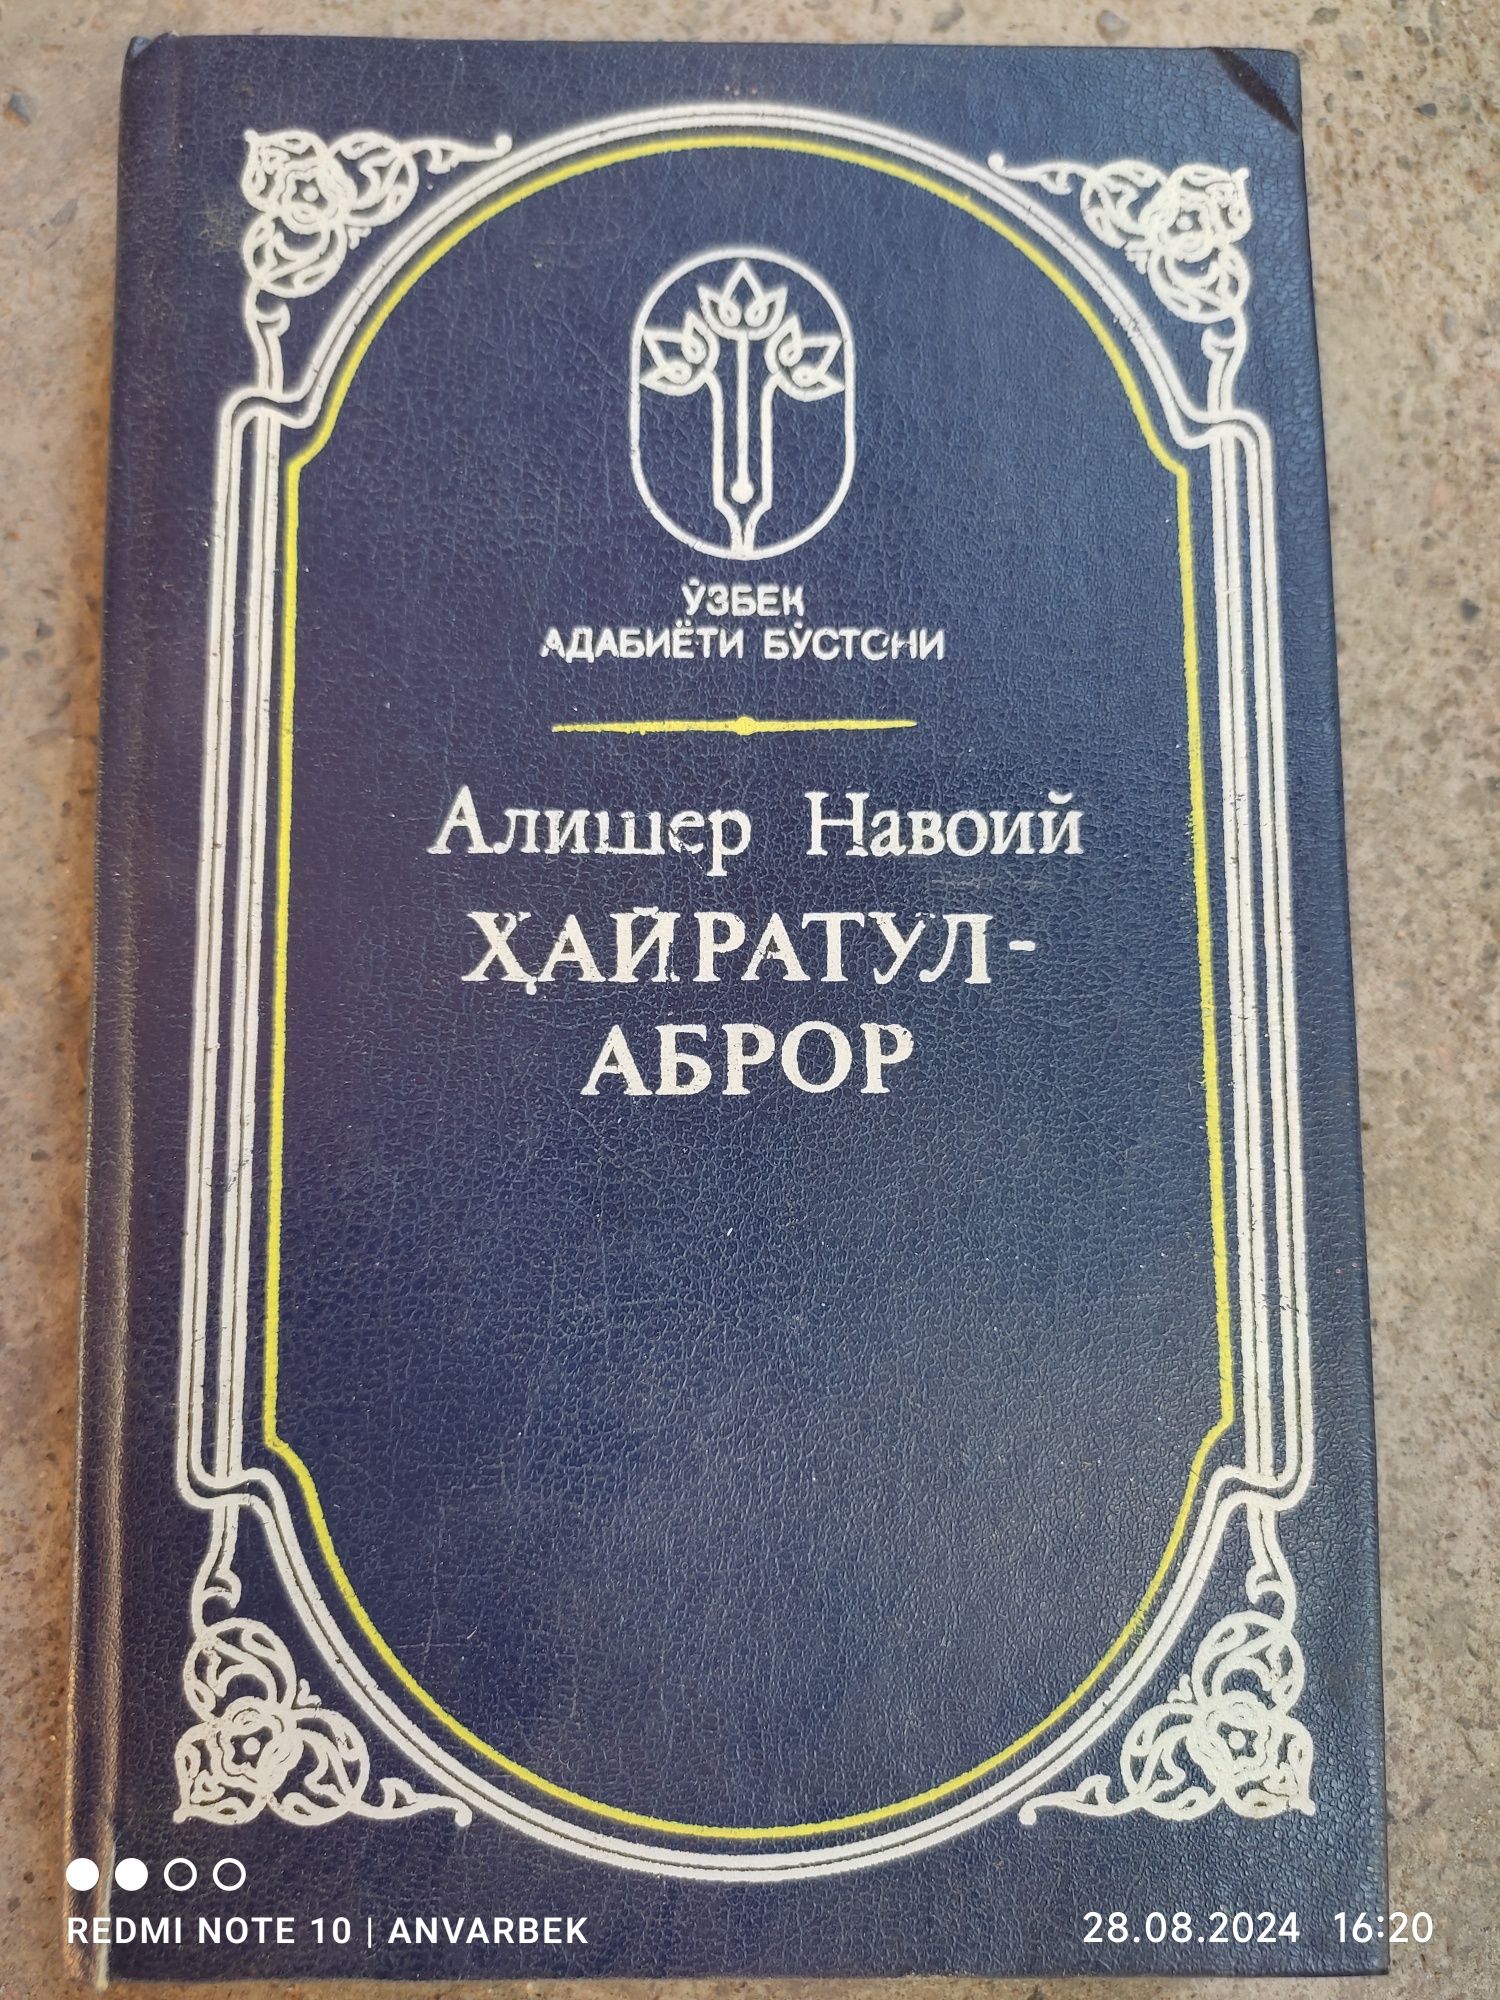 ЎЗБЕК
АДАБИЁТИ БЎСТОНИ
Алишер Навоий
ҲАЙРАТУЛ-
АБРОР
REDMI NOTE 10 | ANVARBEK
28.08.2024 16:20